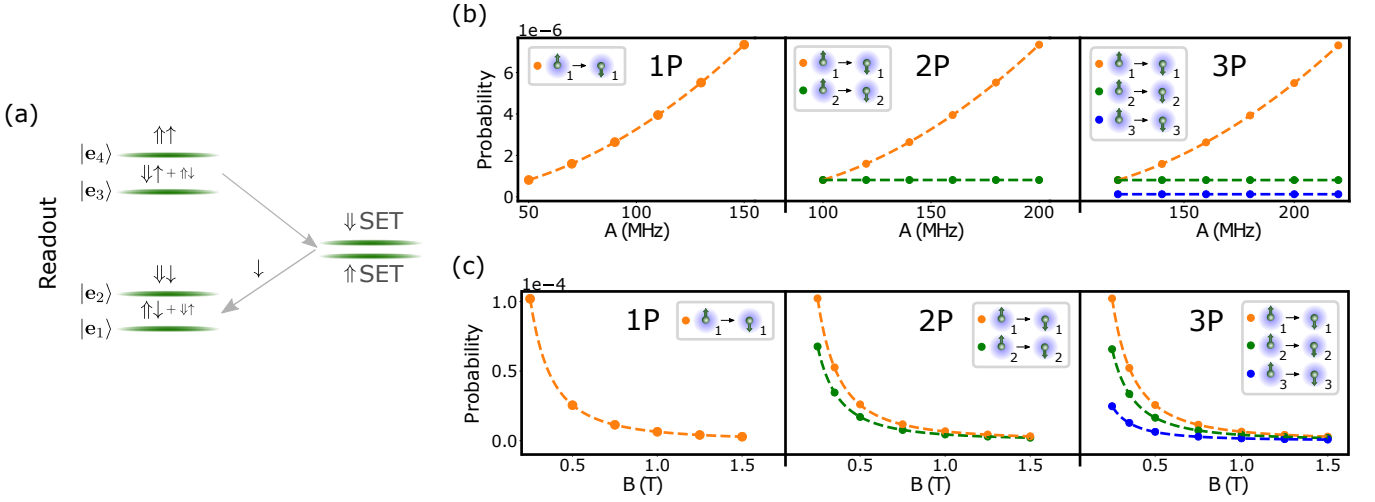 (a)
Readout
⇑↑
|e₄⟩
⇓↑ + ⇑↓
|e₃⟩
⇓SET
⇑SET
↓
⇓↓
|e₂⟩
⇑↓ + ⇓↑
|e₁⟩
(b)
1e−6
Probability
6
4
2
0
1 → 1
1P
50
100
150
A (MHz)
1 → 1
2 → 2
2P
100
150
200
A (MHz)
1 → 1
2 → 2
3 → 3
3P
150
200
A (MHz)
(c)
1e−4
Probability
1.0
0.5
0.0
1P
1 → 1
0.5
1.0
1.5
B (T)
2P
1 → 1
2 → 2
0.5
1.0
1.5
B (T)
3P
1 → 1
2 → 2
3 → 3
0.5
1.0
1.5
B (T)